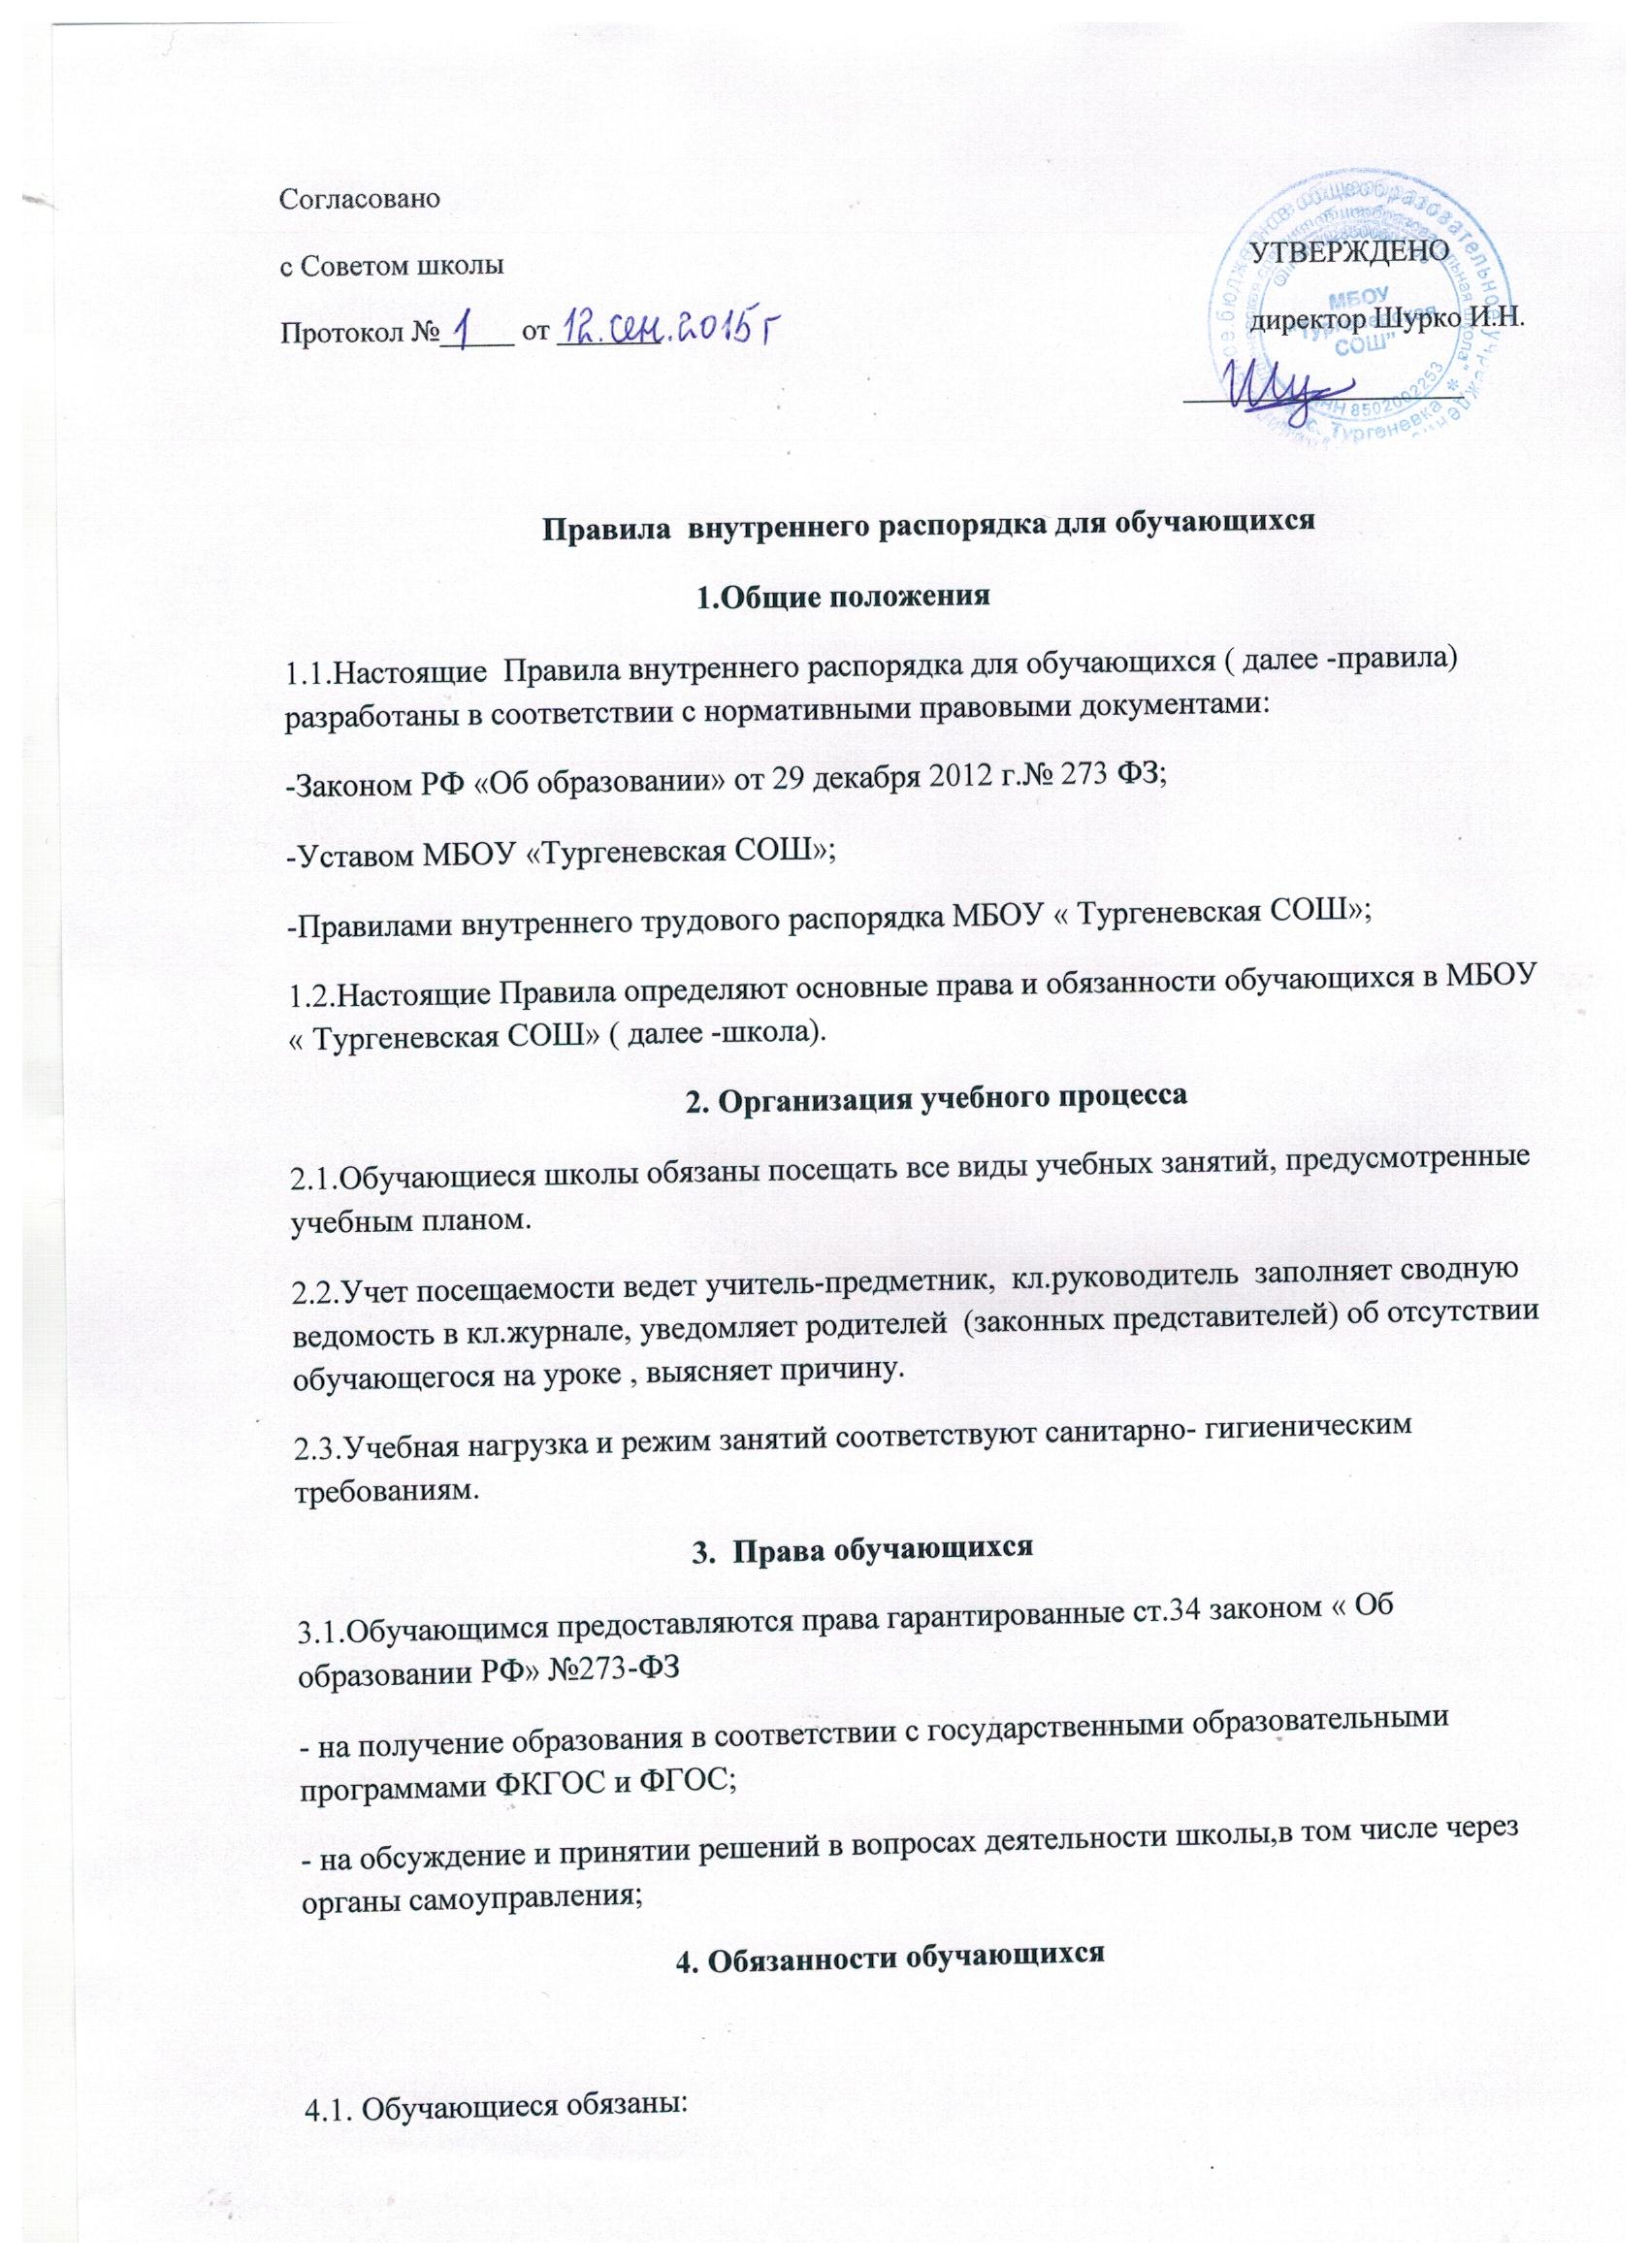 Согласовано
с Советом школы
Протокол № 1 от 12.сен.2015г
УТВЕРЖДЕНО
директор Шурко И.Н.
МБОУ
"Тургеневская
СОШ"
ИНН 8502002253
с. Тургеневка
Правила внутреннего распорядка для обучающихся
1.Общие положения
1.1.Настоящие Правила внутреннего распорядка для обучающихся ( далее -правила)
разработаны в соответствии с нормативными правовыми документами:
-Законом РФ «Об образовании» от 29 декабря 2012 г.№ 273 ФЗ;
-Уставом МБОУ «Тургеневская СОШ»;
-Правилами внутреннего трудового распорядка МБОУ « Тургеневская СОШ»;
1.2.Настоящие Правила определяют основные права и обязанности обучающихся в МБОУ
« Тургеневская СОШ» ( далее -школа).
2. Организация учебного процесса
2.1.Обучающиеся школы обязаны посещать все виды учебных занятий, предусмотренные
учебным планом.
2.2.Учет посещаемости ведет учитель-предметник, кл.руководитель заполняет сводную
ведомость в кл.журнале, уведомляет родителей (законных представителей) об отсутствии
обучающегося на уроке , выясняет причину.
2.3.Учебная нагрузка и режим занятий соответствуют санитарно- гигиеническим
требованиям.
3. Права обучающихся
3.1.Обучающимся предоставляются права гарантированные ст.34 законом « Об
образовании РФ» №273-ФЗ
- на получение образования в соответствии с государственными образовательными
программами ФКГОС и ФГОС;
- на обсуждение и принятии решений в вопросах деятельности школы,в том числе через
органы самоуправления;
4. Обязанности обучающихся
4.1. Обучающиеся обязаны: